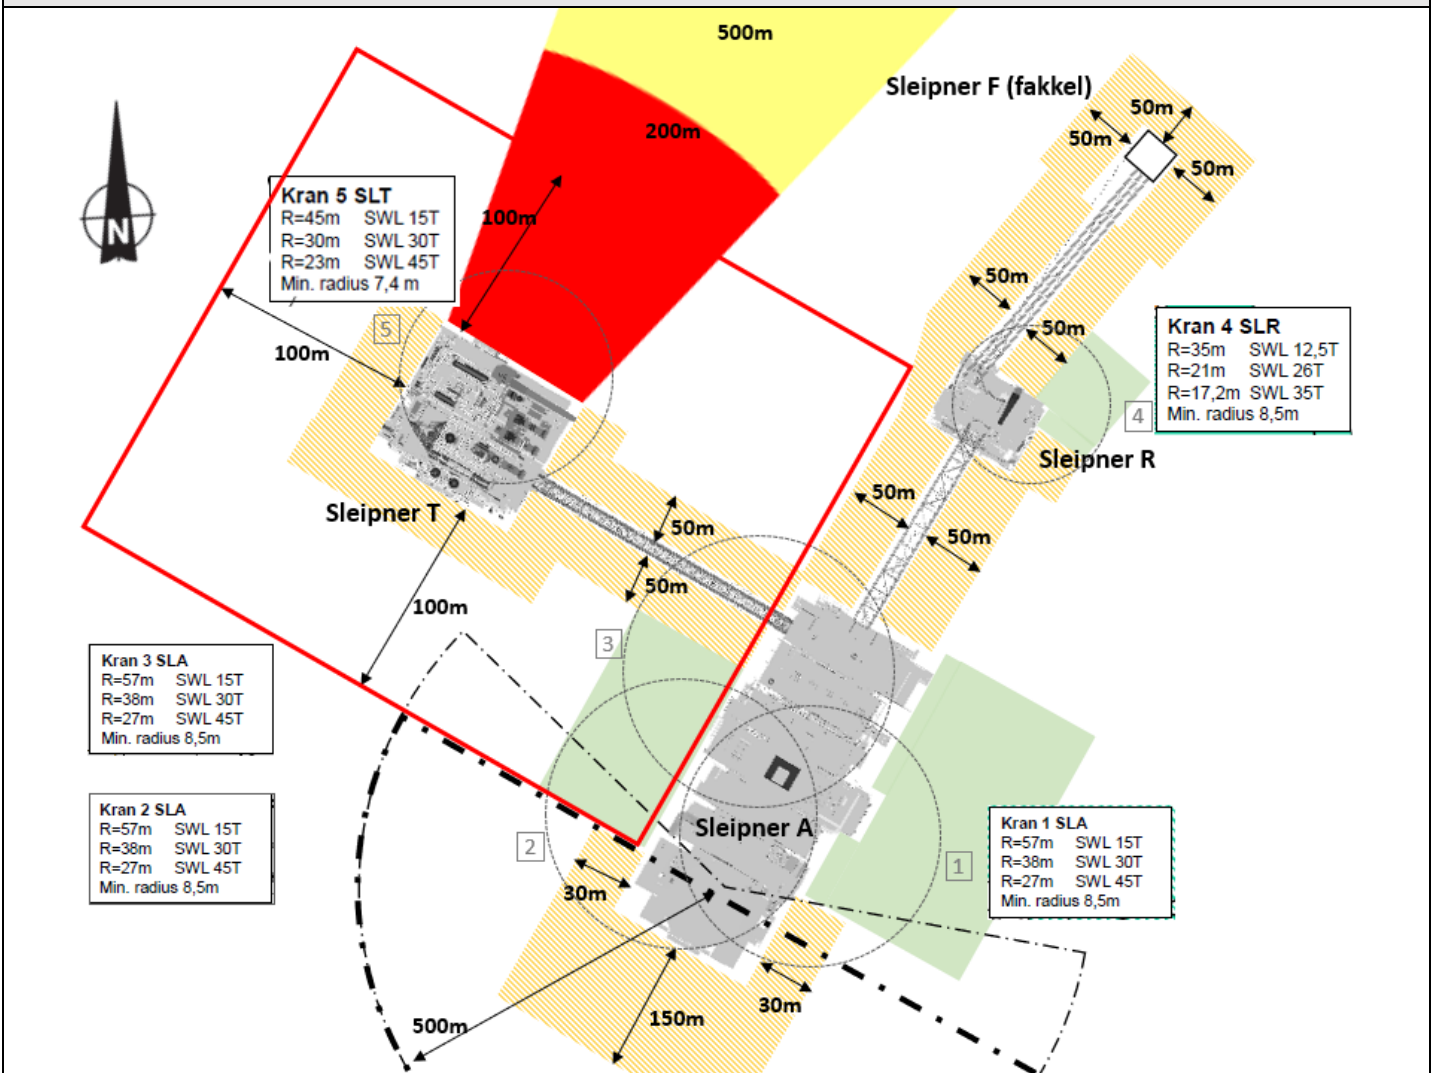 500m
Sleipner F (fakkel)
200m
50m
50m
50m
N
Kran 5 SLT
R=45m SWL 15T
R=30m SWL 30T
R=23m SWL 45T
Min. radius 7,4 m
100m
50m
50m
5
100m
Kran 4 SLR
R=35m SWL 12,5T
R=21m SWL 26T
R=17,2m SWL 35T
Min. radius 8,5m
4
Sleipner R
Sleipner T
50m
50m
50m
50m
100m
3
Kran 3 SLA
R=57m SWL 15T
R=38m SWL 30T
R=27m SWL 45T
Min. radius 8,5m
Kran 2 SLA
R=57m SWL 15T
R=38m SWL 30T
R=27m SWL 45T
Min. radius 8,5m
2
Sleipner A
1
Kran 1 SLA
R=57m SWL 15T
R=38m SWL 30T
R=27m SWL 45T
Min. radius 8,5m
30m
30m
500m
150m